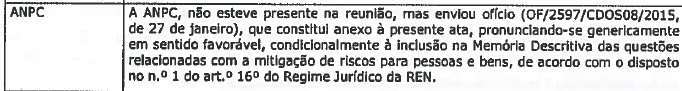 ANPC A ANPC, não esteve presente na reunião, mas enviou ofício (OF/2597/CDOS08/2015,
de 27 de janeiro), que constitui anexo à presente ata, pronunciando-se genericamente
em sentido favorável, condicionalmente à inclusão na Memória Descritiva das questões
relacionadas com a mitigação de riscos para pessoas e bens, de acordo com o disposto
no n.º 1 do art.º 16º do Regime Jurídico da REN.